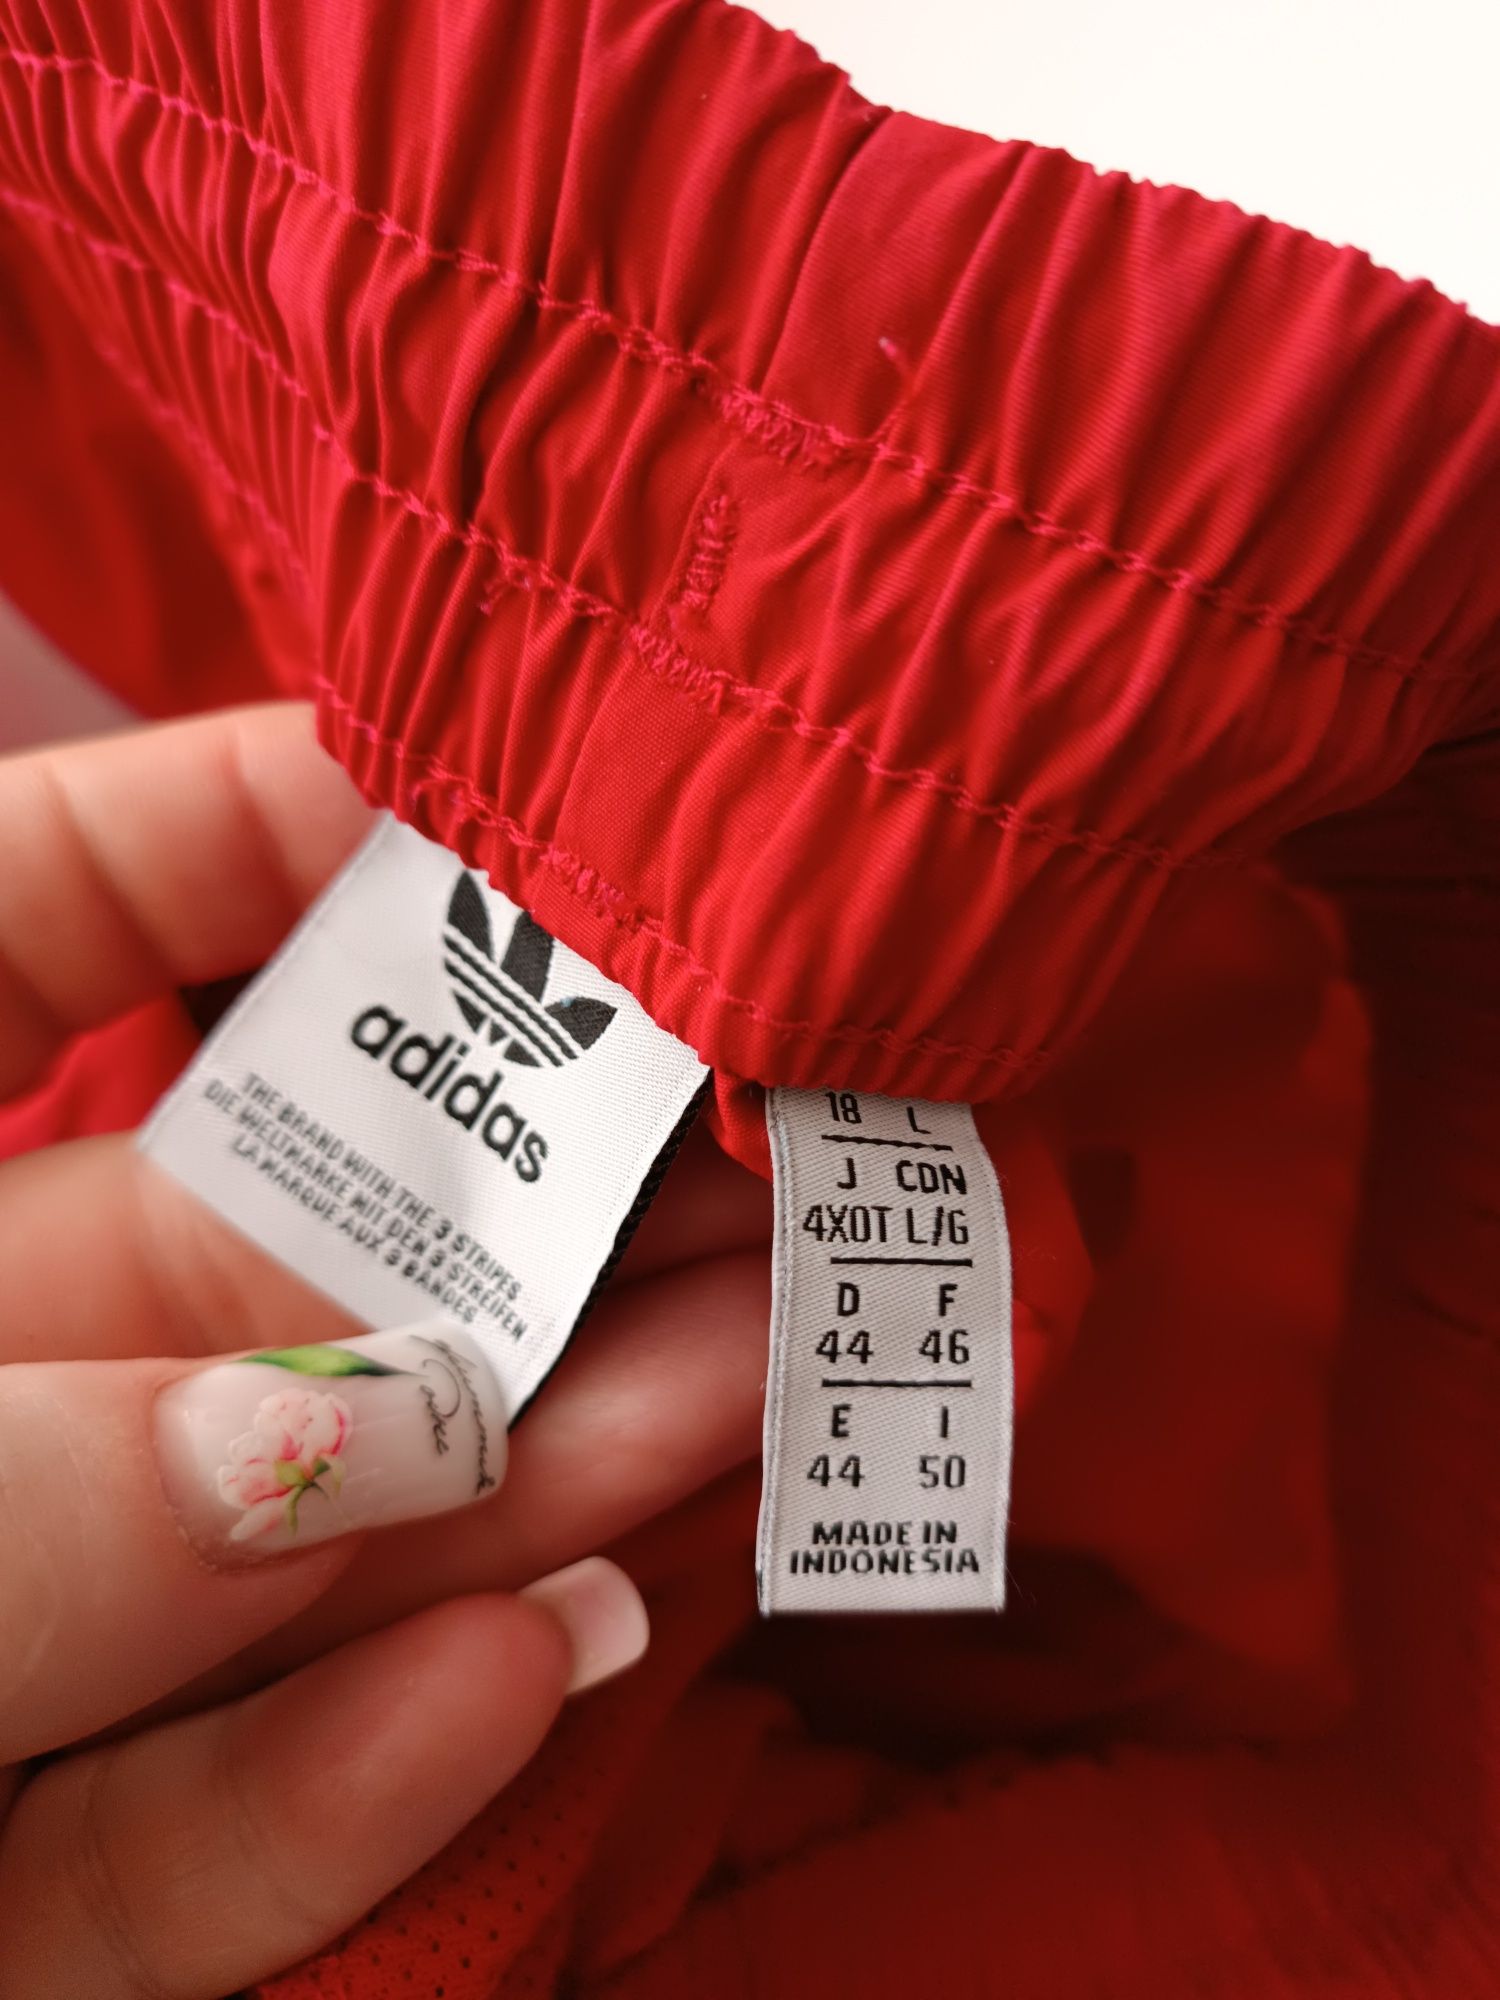 adidas
THE BRAND WITH THE 3 STRIPES
DIE WELTMARKE MIT DEN 3 STREIFEN
LA MARQUE AUX 3 BANDES
18 L
J CDN
4XOT L/G
D F
44 46
E I
44 50
MADE IN
INDONESIA